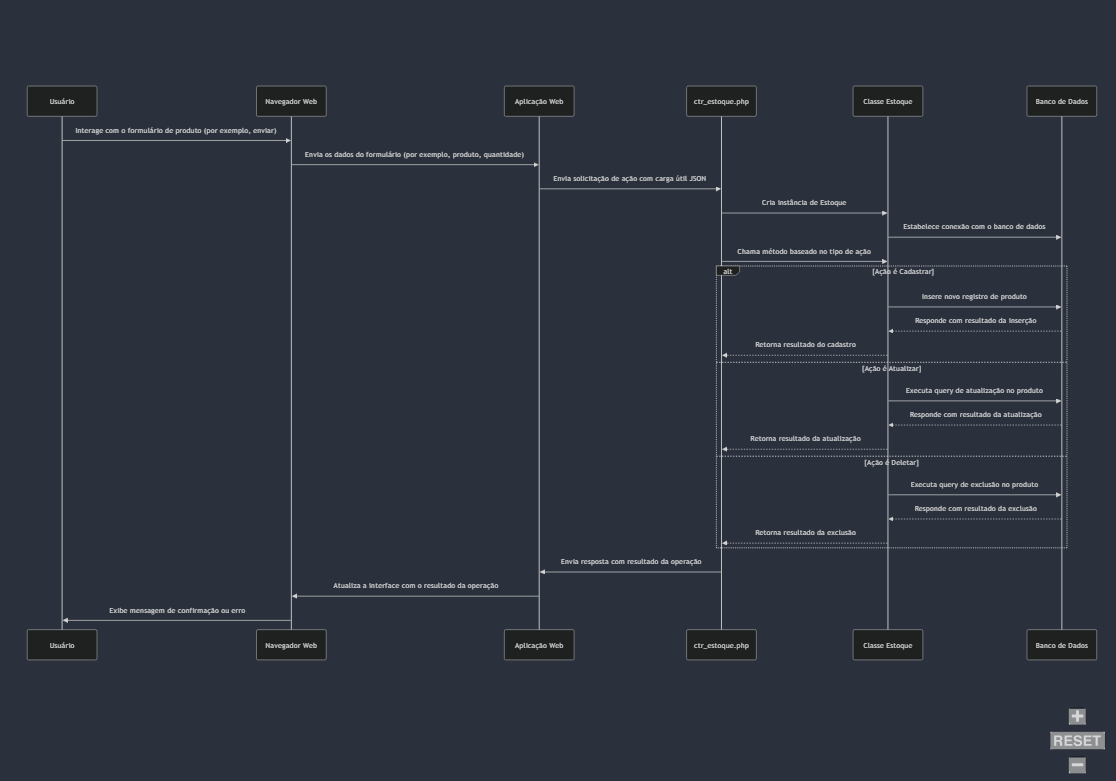 Usuário
Navegador Web
Aplicação Web
ctr_estoque.php
Classe Estoque
Banco de Dados
Interage com o formulário de produto (por exemplo, enviar)
Envia os dados do formulário (por exemplo, produto, quantidade)
Envia solicitação de ação com carga útil JSON
Cria instância de Estoque
Estabelece conexão com o banco de dados
Chama método baseado no tipo de ação
alt
[Ação é Cadastrar]
Insere novo registro de produto
Responde com resultado da inserção
Retorna resultado do cadastro
[Ação é Atualizar]
Executa query de atualização no produto
Responde com resultado da atualização
Retorna resultado da atualização
[Ação é Deletar]
Executa query de exclusão no produto
Responde com resultado da exclusão
Retorna resultado da exclusão
Envia resposta com resultado da operação
Atualiza a interface com o resultado da operação
Exibe mensagem de confirmação ou erro
Usuário
Navegador Web
Aplicação Web
ctr_estoque.php
Classe Estoque
Banco de Dados
+
RESET
−